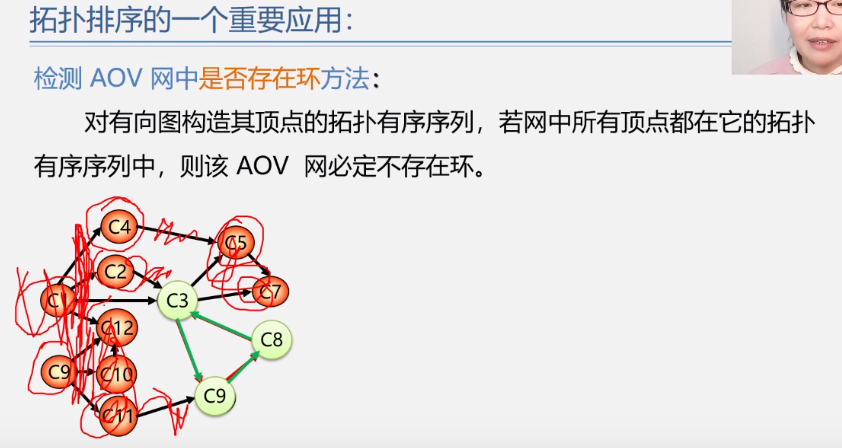 拓扑排序的一个重要应用:
检测 AOV 网中是否存在环方法:
对有向图构造其顶点的拓扑有序序列，若网中所有顶点都在它的拓扑
有序序列中，则该 AOV 网必定不存在环。
C4
C5
C2
C7
C1
C3
C12
C8
C9
C10
C9
C11